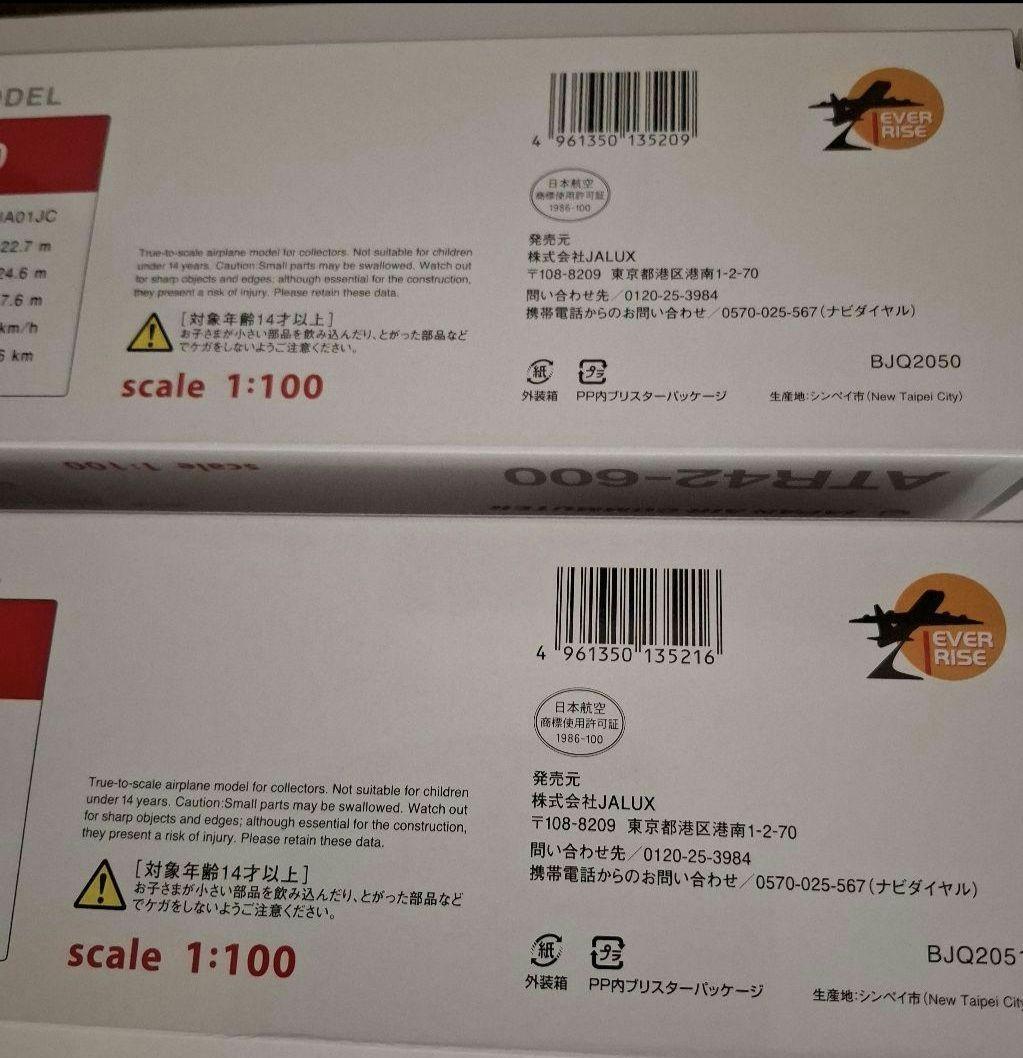 ODEL
JA01JC
22.7 m
24.6 m
7.6 m
km/h
km
True-to-scale airplane model for collectors. Not suitable for children
under 14 years. Caution:Small parts may be swallowed. Watch out
for sharp objects and edges; although essential for the construction,
they present a risk of injury. Please retain these data.
[対象年齢14才以上]
お子さまが小さい部品を飲み込んだり、とがった部品など
でケガをしないようご注意ください。
scale 1:100
4 961350 135209
日本航空
商標使用許可証
1986-100
発売元
株式会社JALUX
〒108-8209 東京都港区港南1-2-70
問い合わせ先／0120-25-3984
携帯電話からのお問い合わせ／0570-025-567(ナビダイヤル)
紙
プラ
外装箱
PP内ブリスターパッケージ
EVER
RISE
BJQ2050
生産地:シンペイ市(New Taipei City)
scale 1:100
ATR42-600
JAPAN AIR COMMUTER
True-to-scale airplane model for collectors. Not suitable for children
under 14 years. Caution:Small parts may be swallowed. Watch out
for sharp objects and edges; although essential for the construction,
they present a risk of injury. Please retain these data.
[対象年齢14才以上]
お子さまが小さい部品を飲み込んだり、とがった部品など
でケガをしないようご注意ください。
scale 1:100
4 961350 135216
日本航空
商標使用許可証
1986-100
発売元
株式会社JALUX
〒108-8209 東京都港区港南1-2-70
問い合わせ先／0120-25-3984
携帯電話からのお問い合わせ／0570-025-567(ナビダイヤル)
紙
プラ
外装箱
PP内ブリスターパッケージ
EVER
RISE
BJQ2051
生産地:シンペイ市(New Taipei City